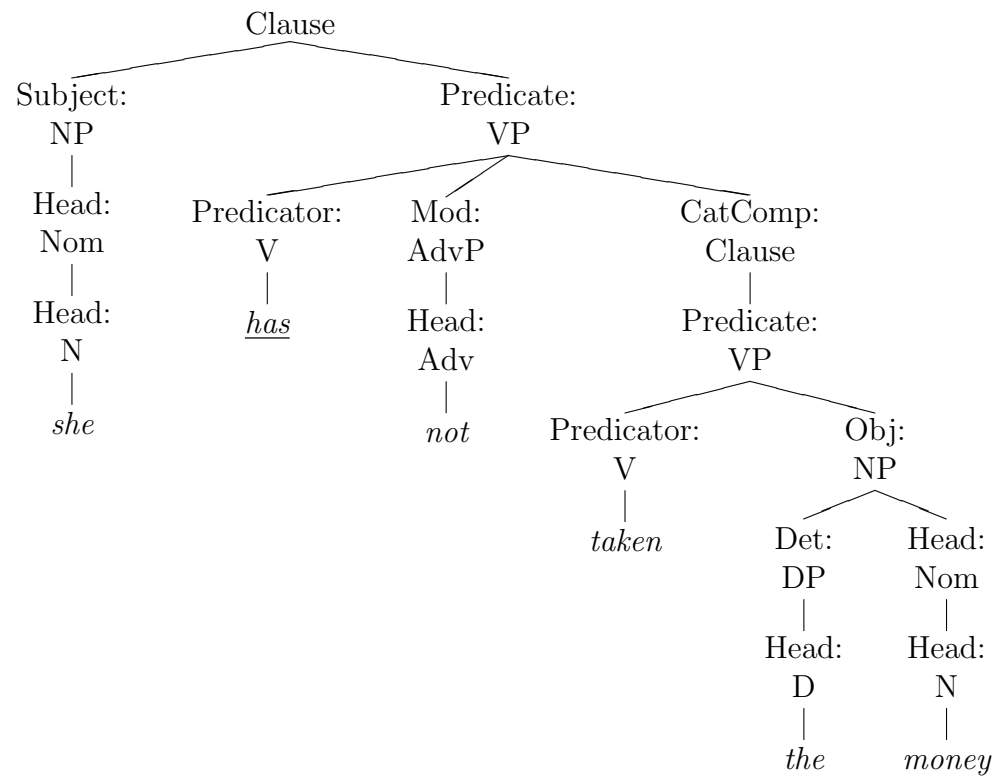 Clause
Subject: Predicate:
NP VP
Head: Predicator: Mod: CatComp:
Nom V AdvP Clause
Head: has Head: Predicate:
N Adv VP
she not Predicator: Obj:
V NP
taken Det: Head:
DP Nom
Head: Head:
D N
the money